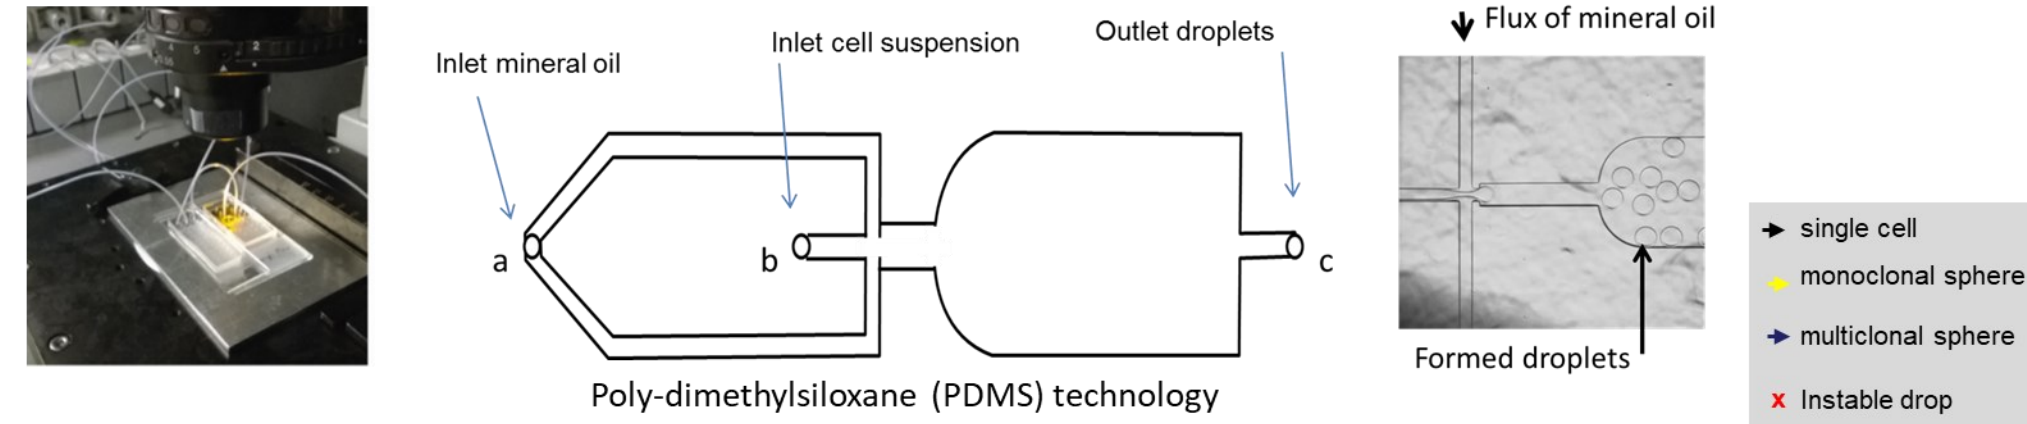 Inlet mineral oil
Inlet cell suspension
Outlet droplets
a
b
c
Poly-dimethylsiloxane (PDMS) technology
Flux of mineral oil
Formed droplets
single cell
monoclonal sphere
multiclonal sphere
x Instable drop